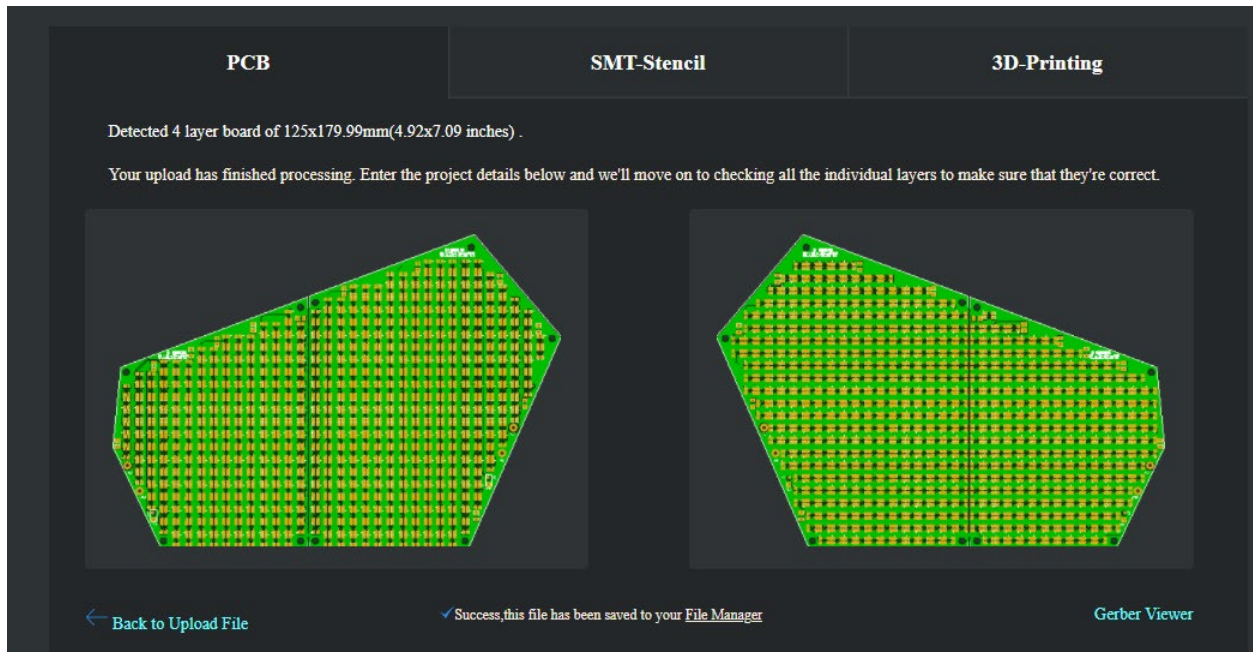 PCB
SMT-Stencil
3D-Printing
Detected 4 layer board of 125x179.99mm(4.92x7.09 inches) .
Your upload has finished processing. Enter the project details below and we'll move on to checking all the individual layers to make sure that they're correct.
Back to Upload File
Success,this file has been saved to your File Manager
Gerber Viewer